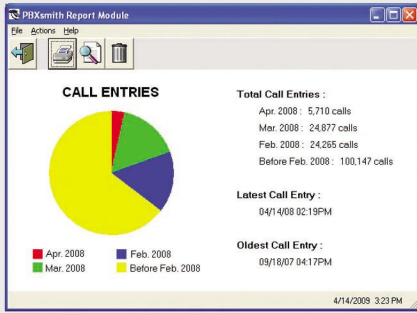 PBXsmith Report Module
File Actions Help
CALL ENTRIES
Apr. 2008
Feb. 2008
Mar. 2008
Before Feb. 2008
Total Call Entries :
Apr. 2008 : 5,710 calls
Mar. 2008 : 24,877 calls
Feb. 2008 : 24,265 calls
Before Feb. 2008 : 100,147 calls
Latest Call Entry :
04/14/08 02:19PM
Oldest Call Entry :
09/18/07 04:17PM
4/14/2009 3:23 PM